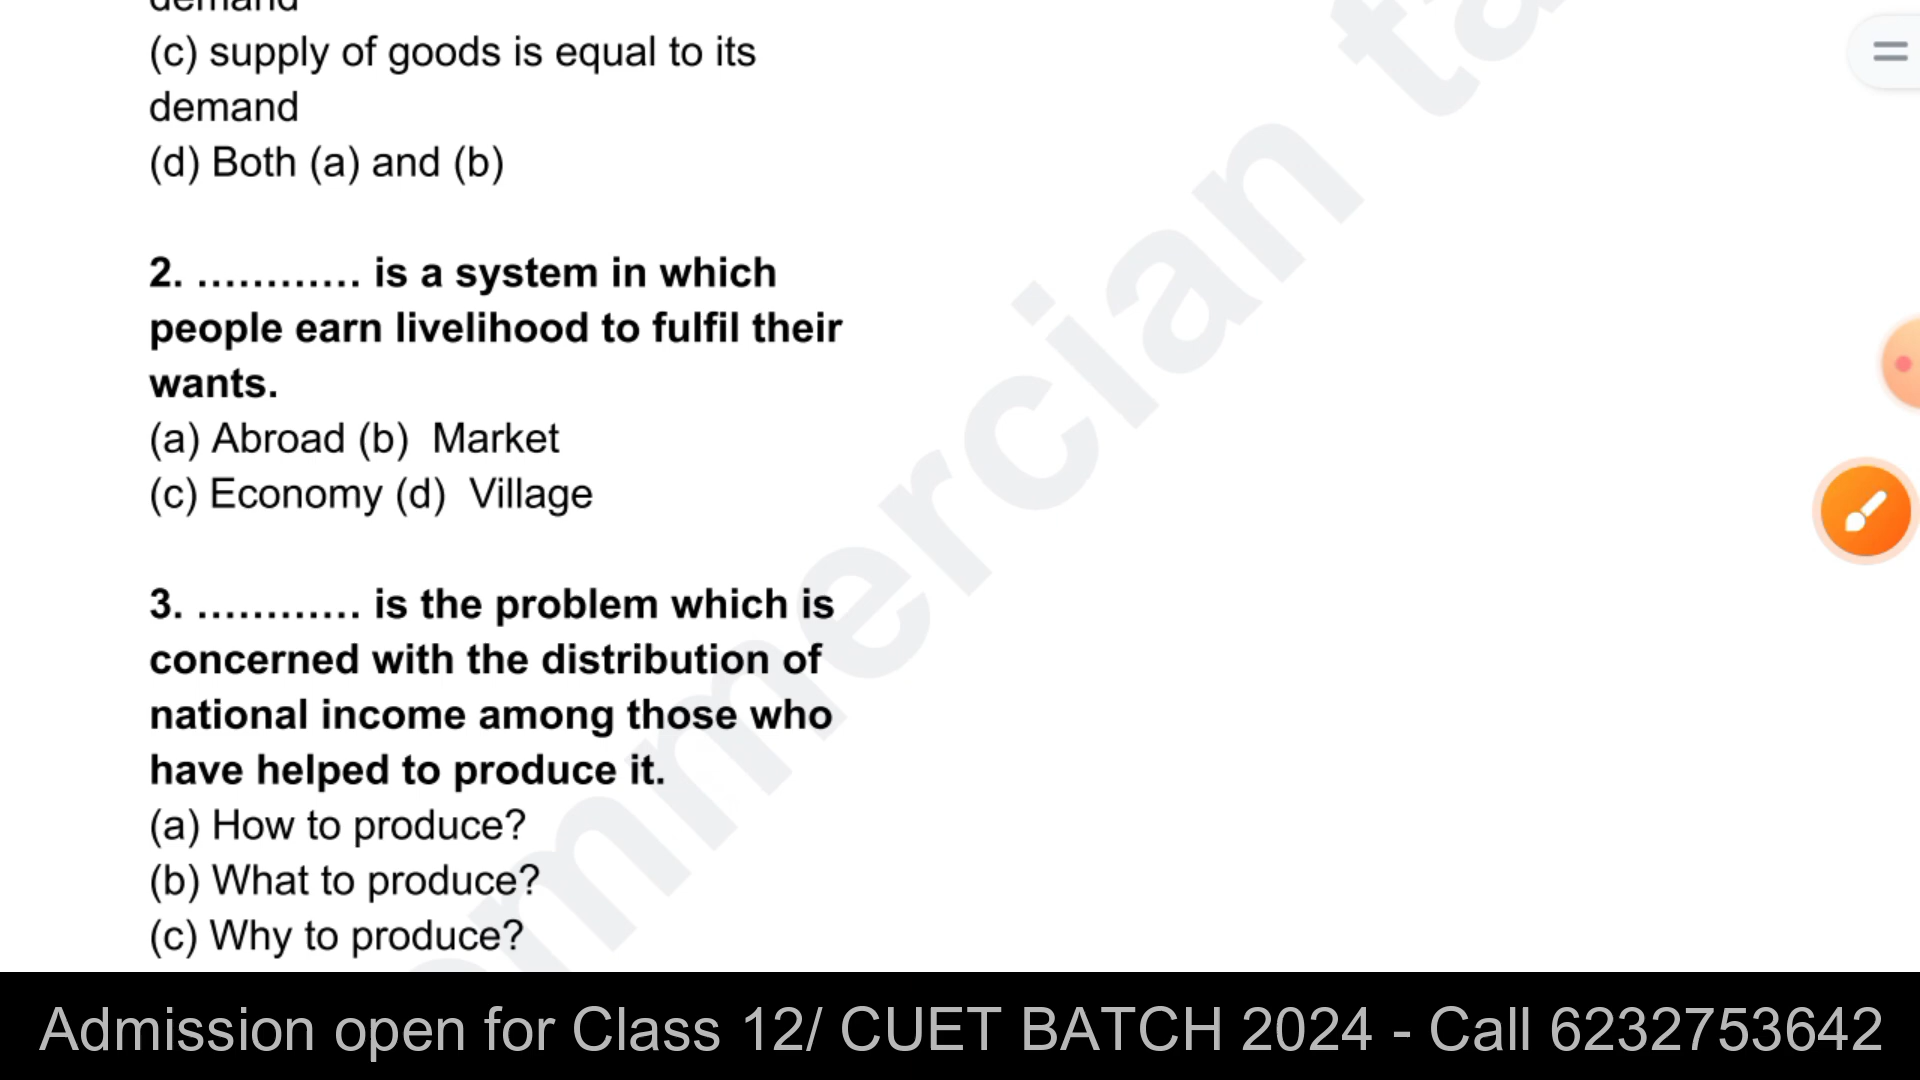 demand
(c) supply of goods is equal to its
demand
(d) Both (a) and (b)
2. ............ is a system in which
people earn livelihood to fulfil their
wants.
(a) Abroad (b)  Market
(c) Economy (d)  Village
3. ............ is the problem which is
concerned with the distribution of
national income among those who
have helped to produce it.
(a) How to produce?
(b) What to produce?
(c) Why to produce?
mmercian ta
Admission open for Class 12/ CUET BATCH 2024 - Call 6232753642